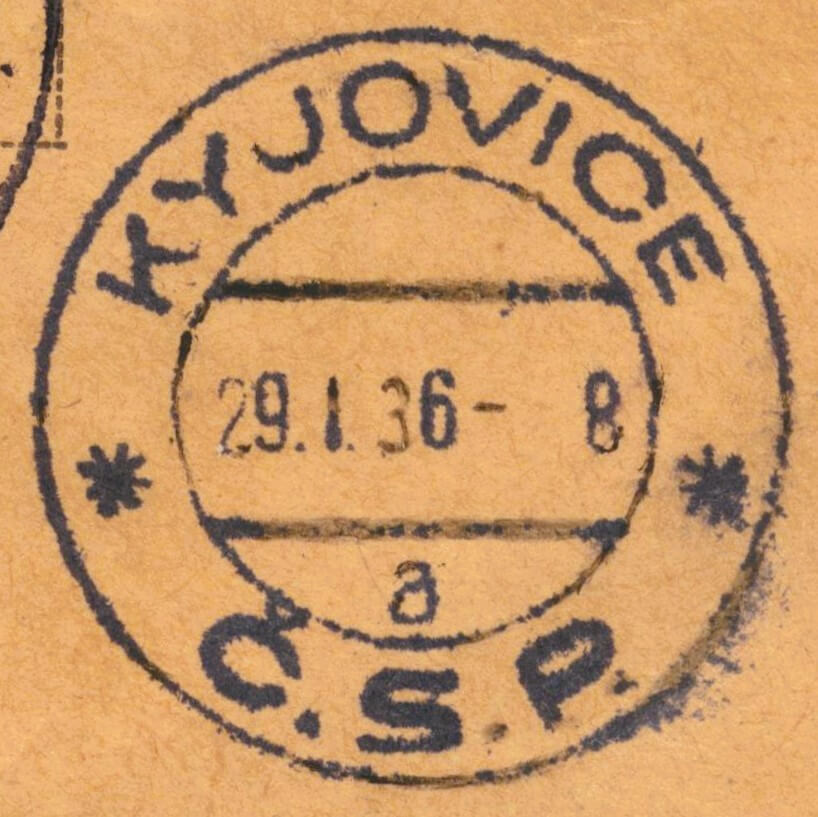 KYJOVICE
29.I.36- 8
a
Č.S.P.